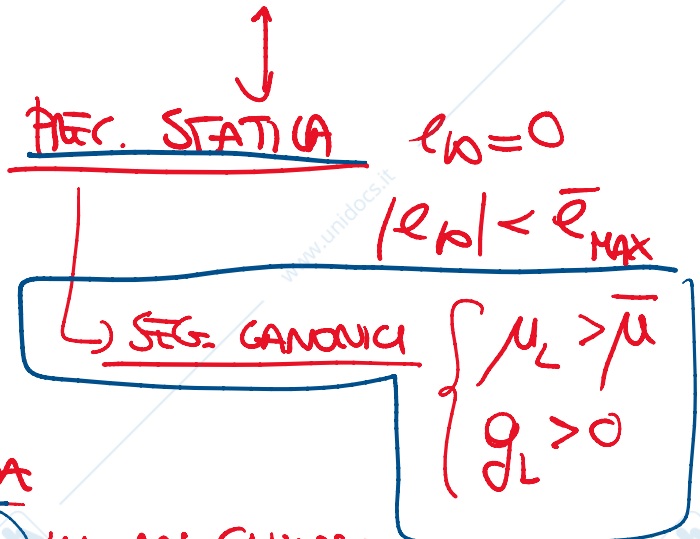 PREC. STATICA e∞ = 0
|e∞| < ēMAX
www.unidocs.it
SEG. CANONICI { μL > μ̄
gL > 0
A